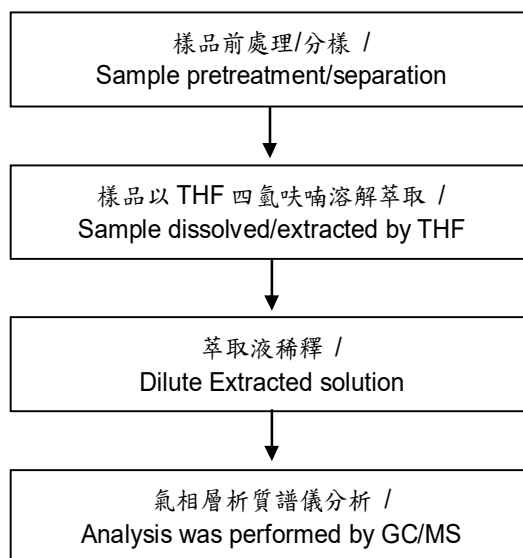 樣品前處理/分樣 /
Sample pretreatment/separation
樣品以 THF 四氫呋喃溶解萃取 /
Sample dissolved/extracted by THF
萃取液稀釋 /
Dilute Extracted solution
氣相層析質譜儀分析 /
Analysis was performed by GC/MS